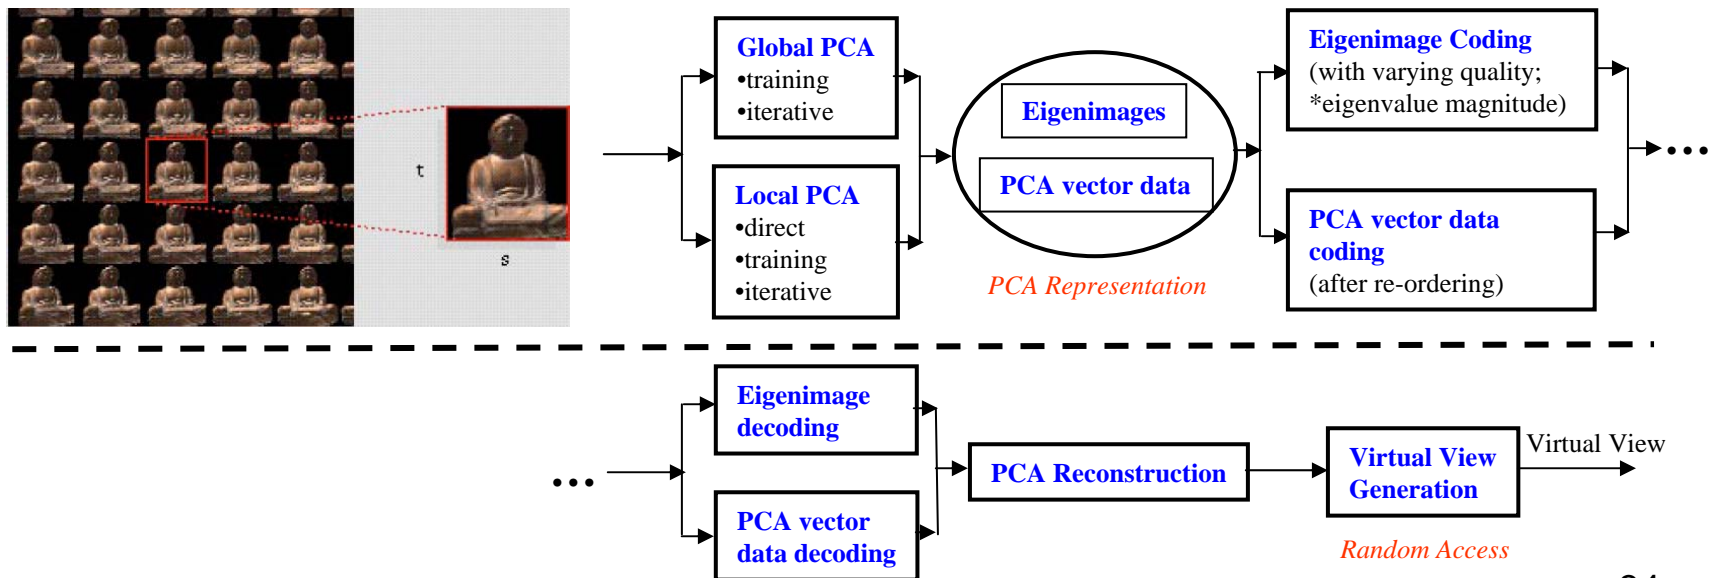 t
s
Global PCA
•training
•iterative
Local PCA
•direct
•training
•iterative
Eigenimages
PCA vector data
PCA Representation
Eigenimage Coding
(with varying quality;
*eigenvalue magnitude)
PCA vector data
coding
(after re-ordering)
...
...
Eigenimage
decoding
PCA vector
data decoding
PCA Reconstruction
Virtual View
Generation
Virtual View
Random Access